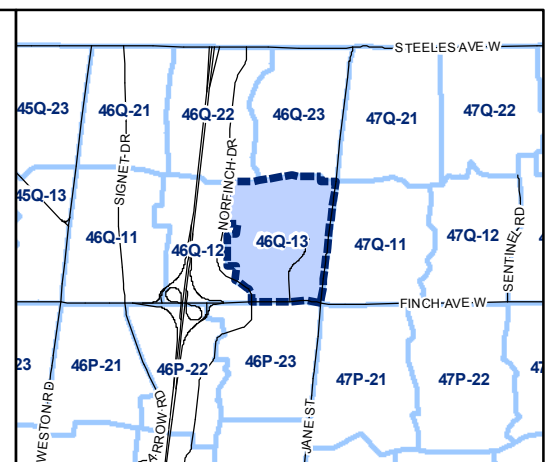 STEELES AVE W
45Q-23
46Q-21
46Q-22
46Q-23
47Q-21
47Q-22
SIGNET DR
NORFINCH DR
45Q-13
46Q-11
46Q-12
46Q-13
47Q-11
47Q-12
SENTINEL RD
FINCH AVE W
23
46P-21
46P-22
46P-23
47P-21
47P-22
47
WESTON RD
ARROW RD
JANE ST